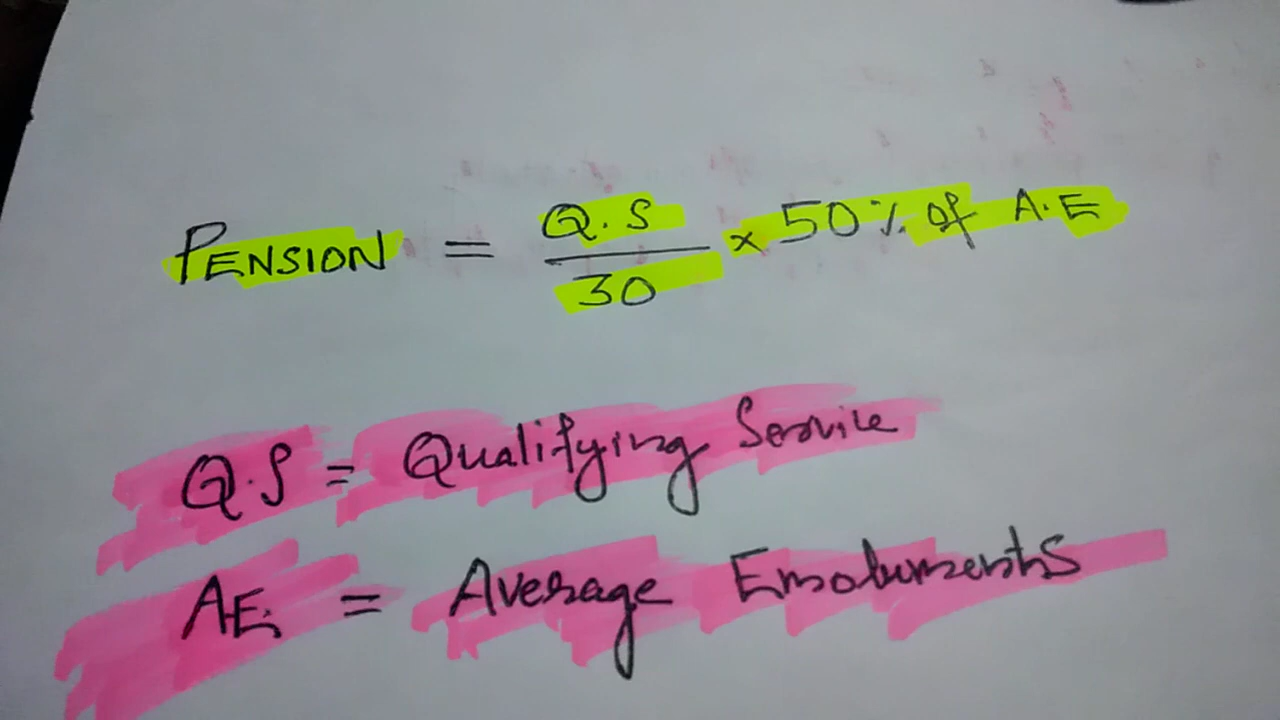 PENSION = Q.S / 30 × 50% of A.E
Q.S = Qualifying Service
AE = Average Emoluments